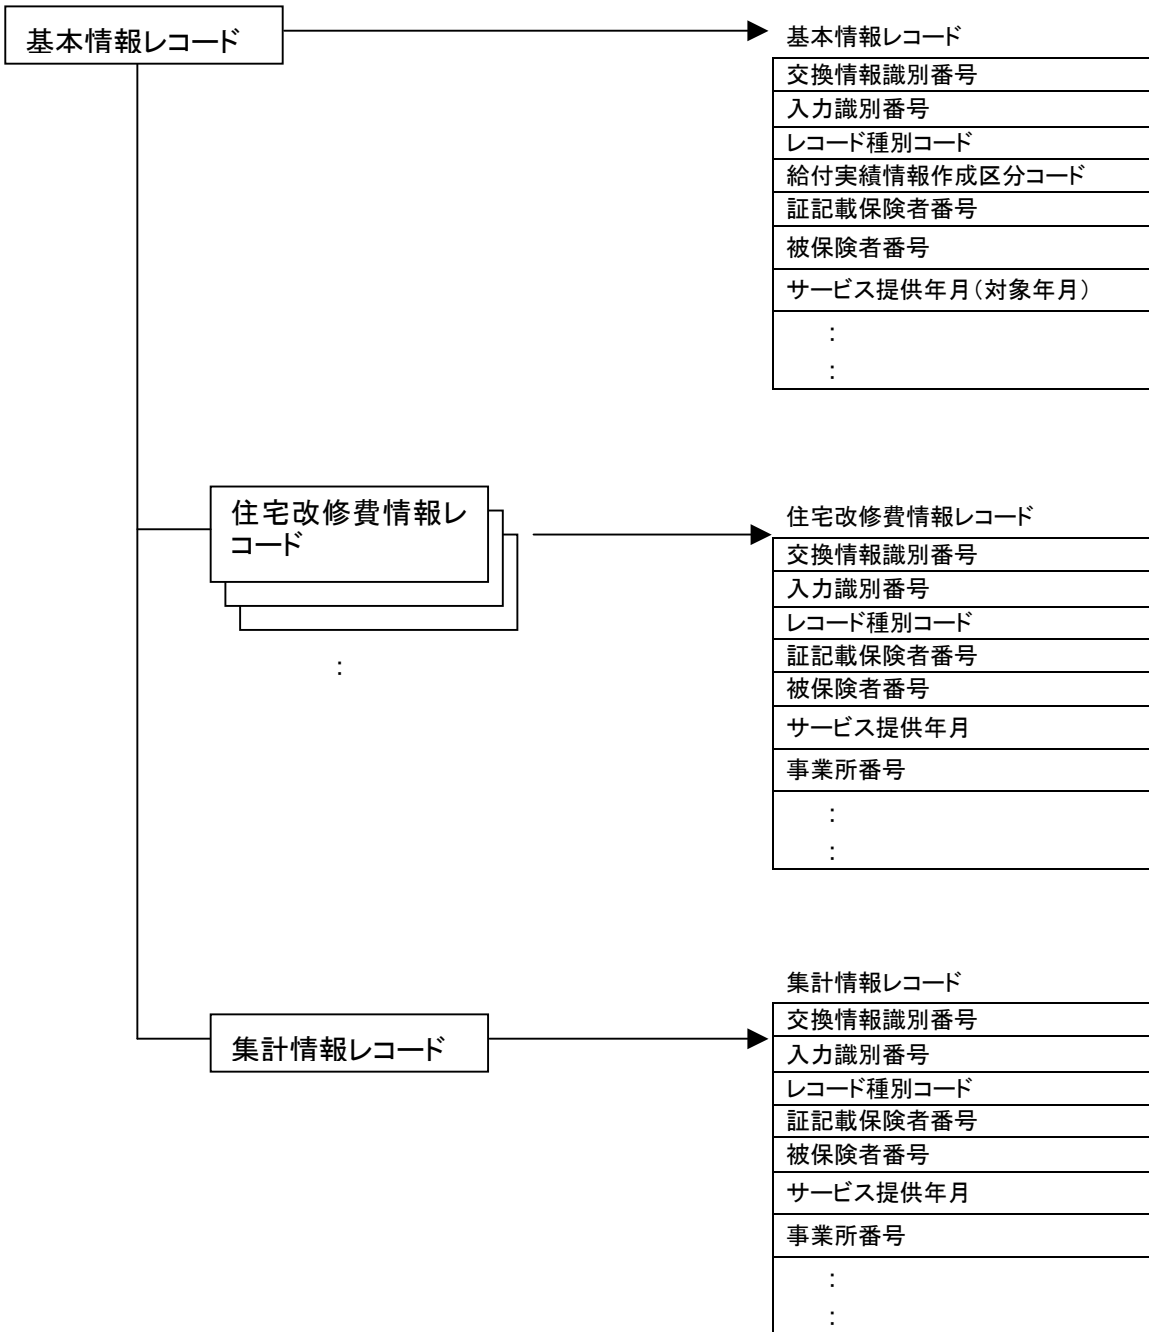 基本情報レコード
基本情報レコード
交換情報識別番号
入力識別番号
レコード種別コード
給付実績情報作成区分コード
証記載保険者番号
被保険者番号
サービス提供年月（対象年月）
：
：
住宅改修費情報レ
コード
：
住宅改修費情報レコード
交換情報識別番号
入力識別番号
レコード種別コード
証記載保険者番号
被保険者番号
サービス提供年月
事業所番号
：
：
集計情報レコード
集計情報レコード
交換情報識別番号
入力識別番号
レコード種別コード
証記載保険者番号
被保険者番号
サービス提供年月
事業所番号
：
：